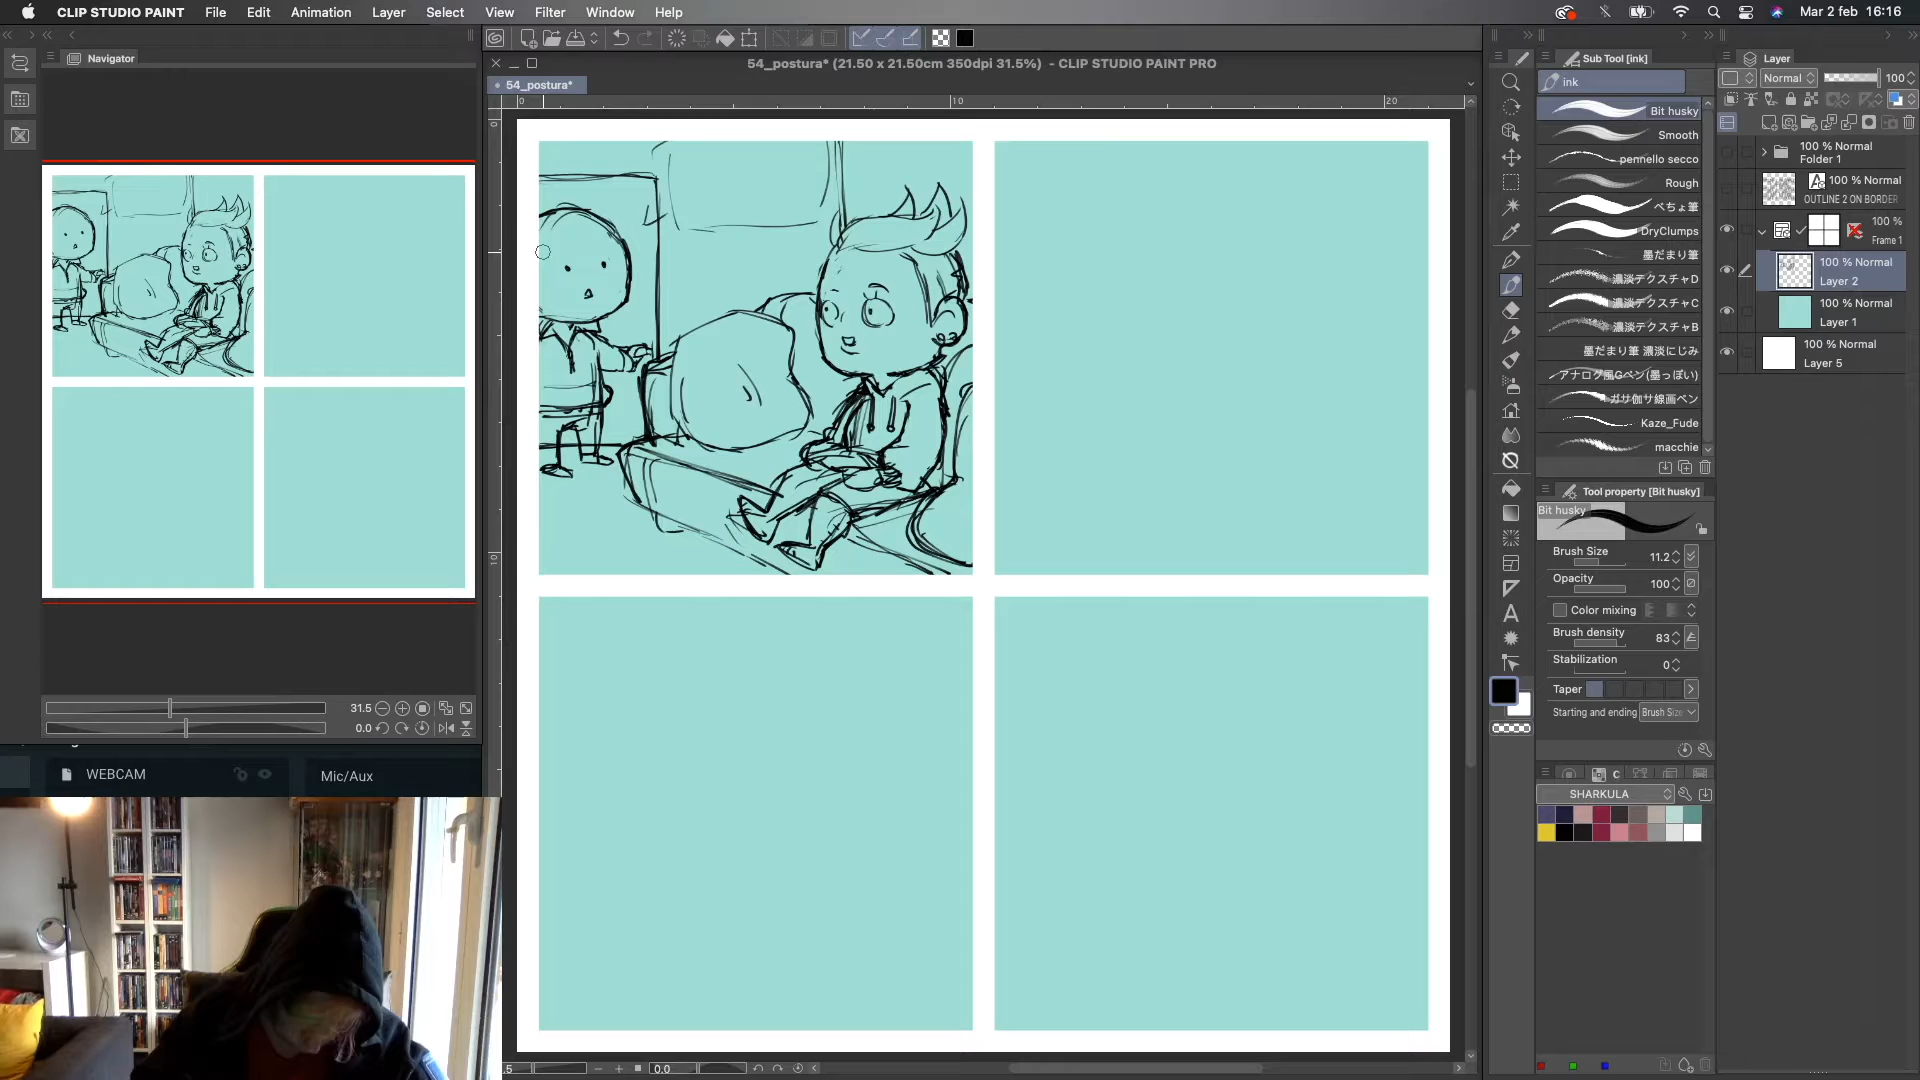 CLIP STUDIO PAINT File Edit Animation Layer Select View Filter Window Help Mar 2 feb 16:16
Navigator
54_postura* (21.50 x 21.50cm 350dpi 31.5%) - CLIP STUDIO PAINT PRO
54_postura*
0 10 20
0
10
31.5
0.0
WEBCAM
Mic/Aux
0.0
Sub Tool [ink]
ink
Bit husky
Smooth
pennello secco
Rough
べちょ筆
DryClumps
墨だまり筆
濃淡テクスチャD
濃淡テクスチャC
濃淡テクスチャB
墨だまり筆 濃淡にじみ
アナログ風Gペン(墨っぽい)
ガサ伽サ線画ペン
Kaze_Fude
macchie
Tool property [Bit husky]
Bit husky
Brush Size 11.2
Opacity 100
Color mixing
Brush density 83
Stabilization 0
Taper
Starting and ending Brush Size
C
SHARKULA
Layer
Normal 100
100 % Normal
Folder 1
100 % Normal
OUTLINE 2 ON BORDER
100 %
Frame 1
100 % Normal
Layer 2
100 % Normal
Layer 1
100 % Normal
Layer 5